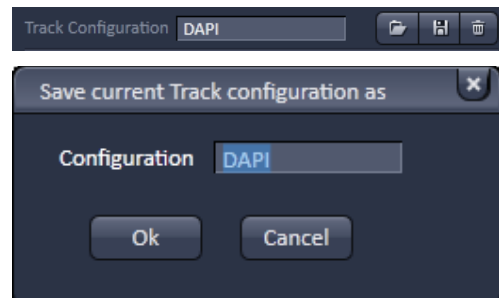 Track Configuration DAPI
Save current Track configuration as
Configuration DAPI
Ok Cancel